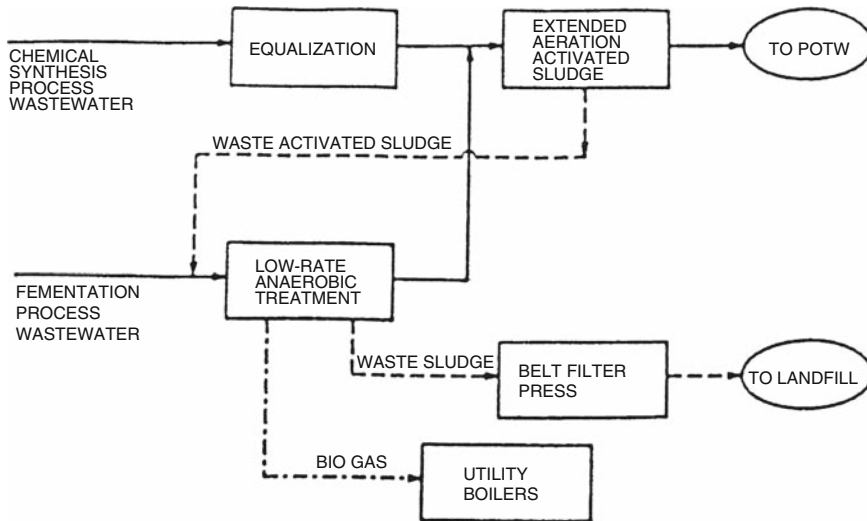 EQUALIZATION
EXTENDED
AERATION
ACTIVATED
SLUDGE
TO POTW
CHEMICAL
SYNTHESIS
PROCESS
WASTEWATER
WASTE ACTIVATED SLUDGE
LOW-RATE
ANAEROBIC
TREATMENT
FEMENTATION
PROCESS
WASTEWATER
WASTE SLUDGE
BELT FILTER
PRESS
TO LANDFILL
BIO GAS
UTILITY
BOILERS